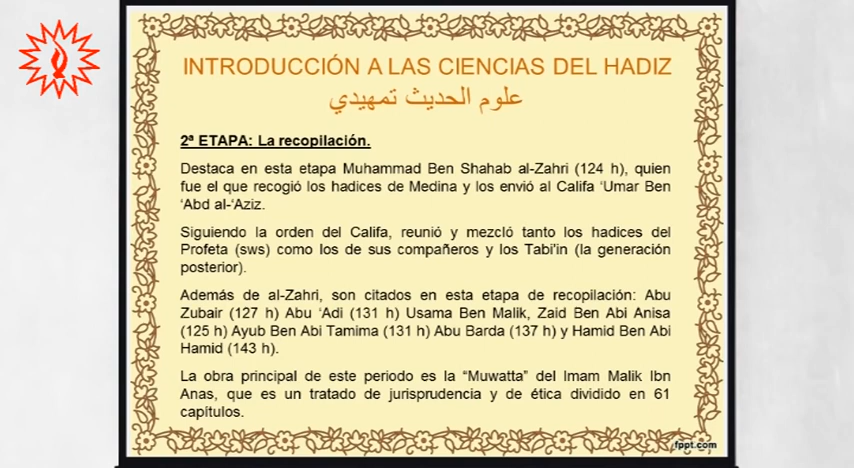 INTRODUCCIÓN A LAS CIENCIAS DEL HADIZ
علوم الحديث تمهيدي
2ª ETAPA: La recopilación.
Destaca en esta etapa Muhammad Ben Shahab al-Zahri (124 h), quien
fue el que recogió los hadices de Medina y los envió al Califa ‘Umar Ben
‘Abd al-‘Aziz.
Siguiendo la orden del Califa, reunió y mezcló tanto los hadices del
Profeta (sws) como los de sus compañeros y los Tabi'in (la generación
posterior).
Además de al-Zahri, son citados en esta etapa de recopilación: Abu
Zubair (127 h) Abu ‘Adi (131 h) Usama Ben Malik, Zaid Ben Abi Anisa
(125 h) Ayub Ben Abi Tamima (131 h) Abu Barda (137 h) y Hamid Ben Abi
Hamid (143 h).
La obra principal de este periodo es la “Muwatta” del Imam Malik Ibn
Anas, que es un tratado de jurisprudencia y de ética dividido en 61
capítulos.
fppt.com